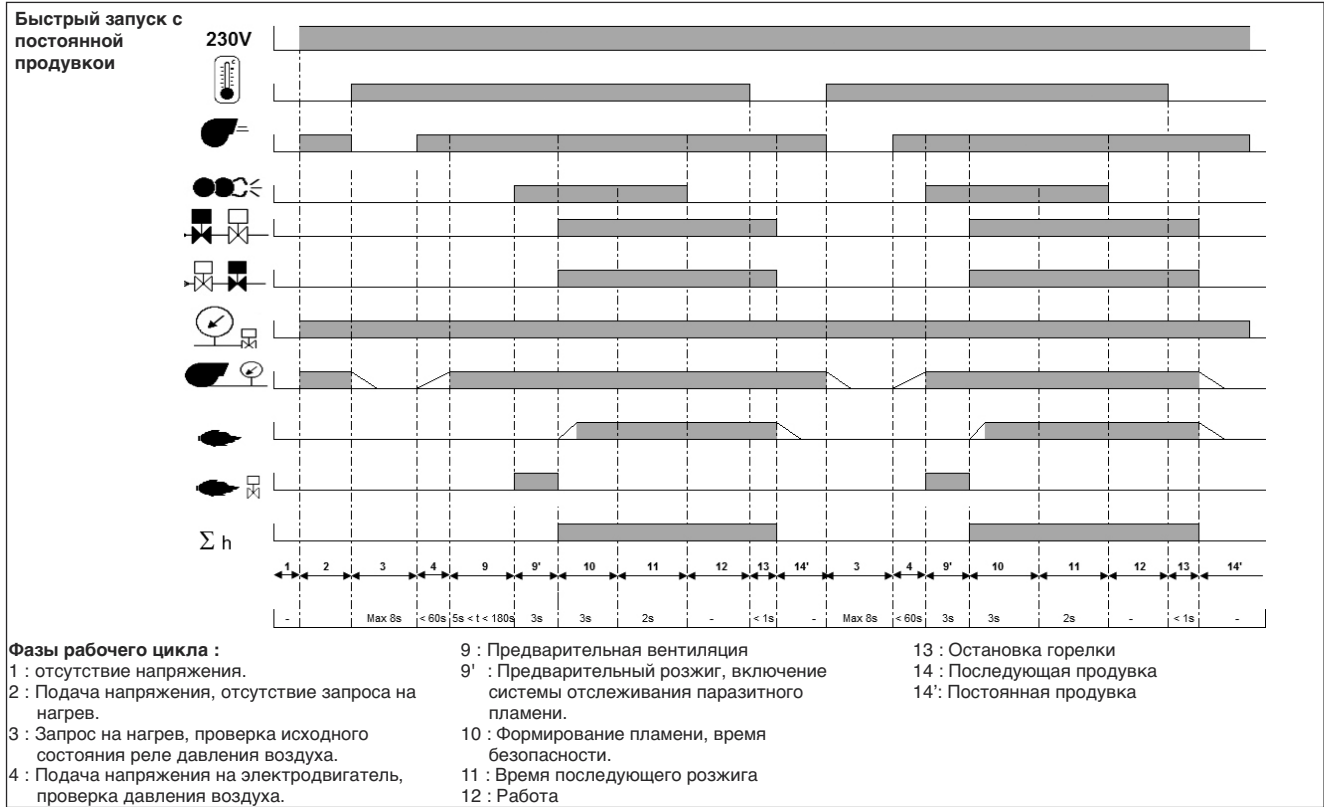 Быстрый запуск с
постоянной
продувкои
230V
Σ h
1 2 3 4 9 9' 10 11 12 13 14' 3 4 9' 10 11 12 13 14'
- Max 8s < 60s 5s < t < 180s 3s 3s 2s - < 1s - Max 8s < 60s 3s 3s 2s - < 1s -
Фазы рабочего цикла :
1 : отсутствие напряжения.
2 : Подача напряжения, отсутствие запроса на
нагрев.
3 : Запрос на нагрев, проверка исходного
состояния реле давления воздуха.
4 : Подача напряжения на электродвигатель,
проверка давления воздуха.
9 : Предварительная вентиляция
9' : Предварительный розжиг, включение
системы отслеживания паразитного
пламени.
10 : Формирование пламени, время
безопасности.
11 : Время последующего розжига
12 : Работа
13 : Остановка горелки
14 : Последующая продувка
14’: Постоянная продувка